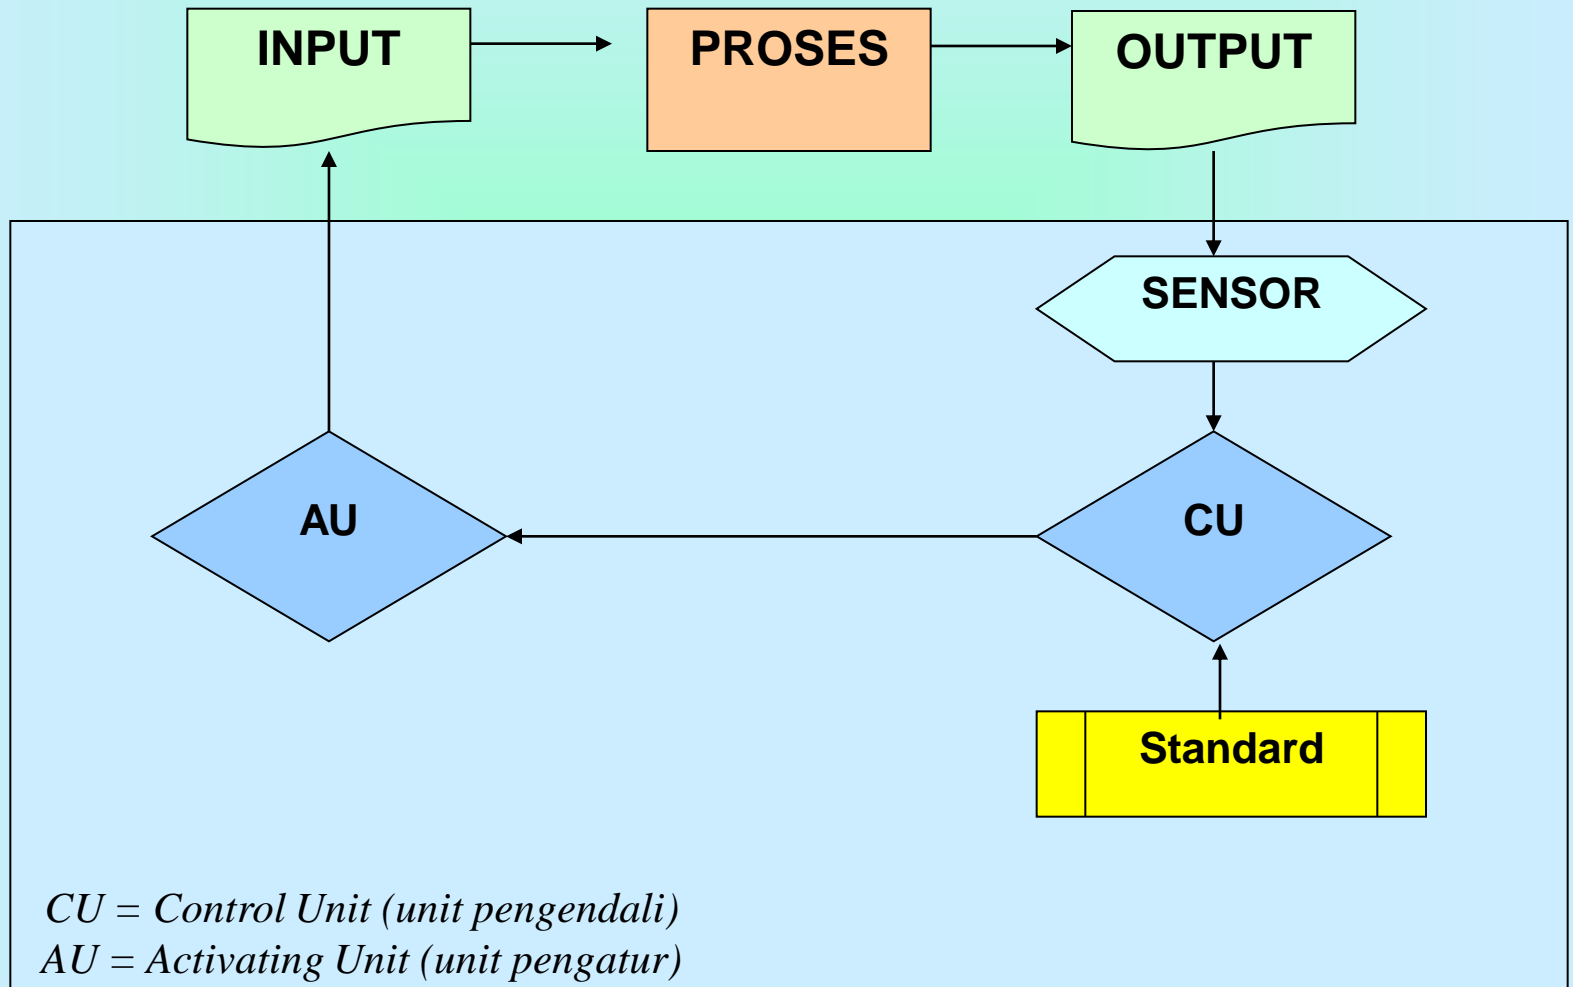 INPUT
PROSES
OUTPUT
SENSOR
AU
CU
Standard
CU = Control Unit (unit pengendali)
AU = Activating Unit (unit pengatur)